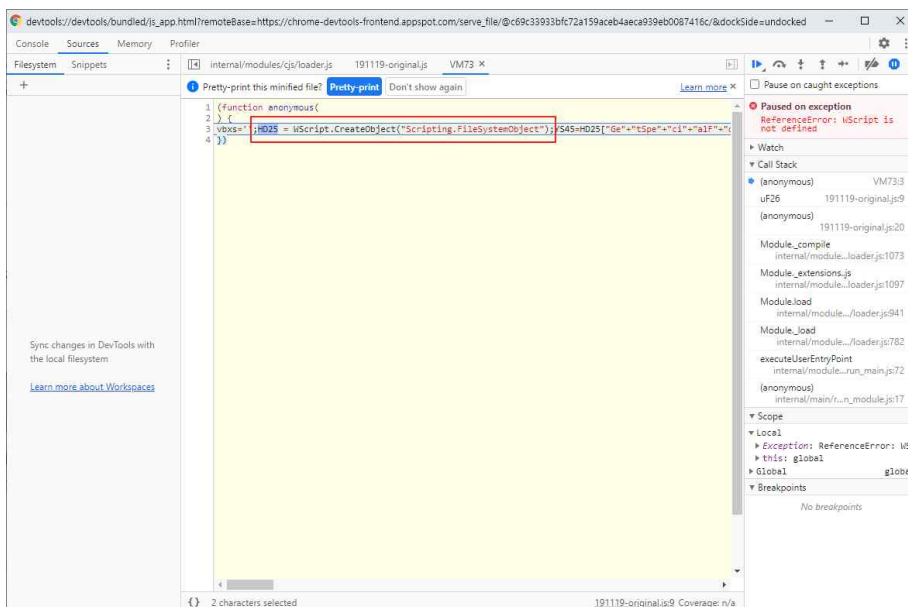 devtools://devtools/bundled/js_app.html?remoteBase=https://chrome-devtools-frontend.appspot.com/serve_file/@c69c33933bfc72a159aceb4aeca939eb0087416c/&dockSide=undocked
Console Sources Memory Profiler
Filesystem Snippets
internal/modules/cjs/loader.js 191119-original.js VM73 ×
Pretty-print this minified file? Pretty-print Don't show again Learn more ×
1 (function anonymous(
2 ) {
3 vbxs='';HD25 = WScript.CreateObject("Scripting.FileSystemObject");YS45=HD25["Ge"+"tSpe"+"ci"+"alF"+"c
4 })
Sync changes in DevTools with
the local filesystem
Learn more about Workspaces
{} 2 characters selected
191119-original.js:9 Coverage: n/a
Pause on caught exceptions
Paused on exception
ReferenceError: WScript is
not defined
Watch
Call Stack
(anonymous) VM73:3
uF26 191119-original.js:9
(anonymous)
191119-original.js:20
Module._compile
internal/module...loader.js:1073
Module._extensions..js
internal/module...loader.js:1097
Module.load
internal/module.../loader.js:941
Module._load
internal/module.../loader.js:782
executeUserEntryPoint
internal/module...run_main.js:72
(anonymous)
internal/main/r...n_module.js:17
Scope
Local
Exception: ReferenceError: WS
this: global
Global globa
Breakpoints
No breakpoints